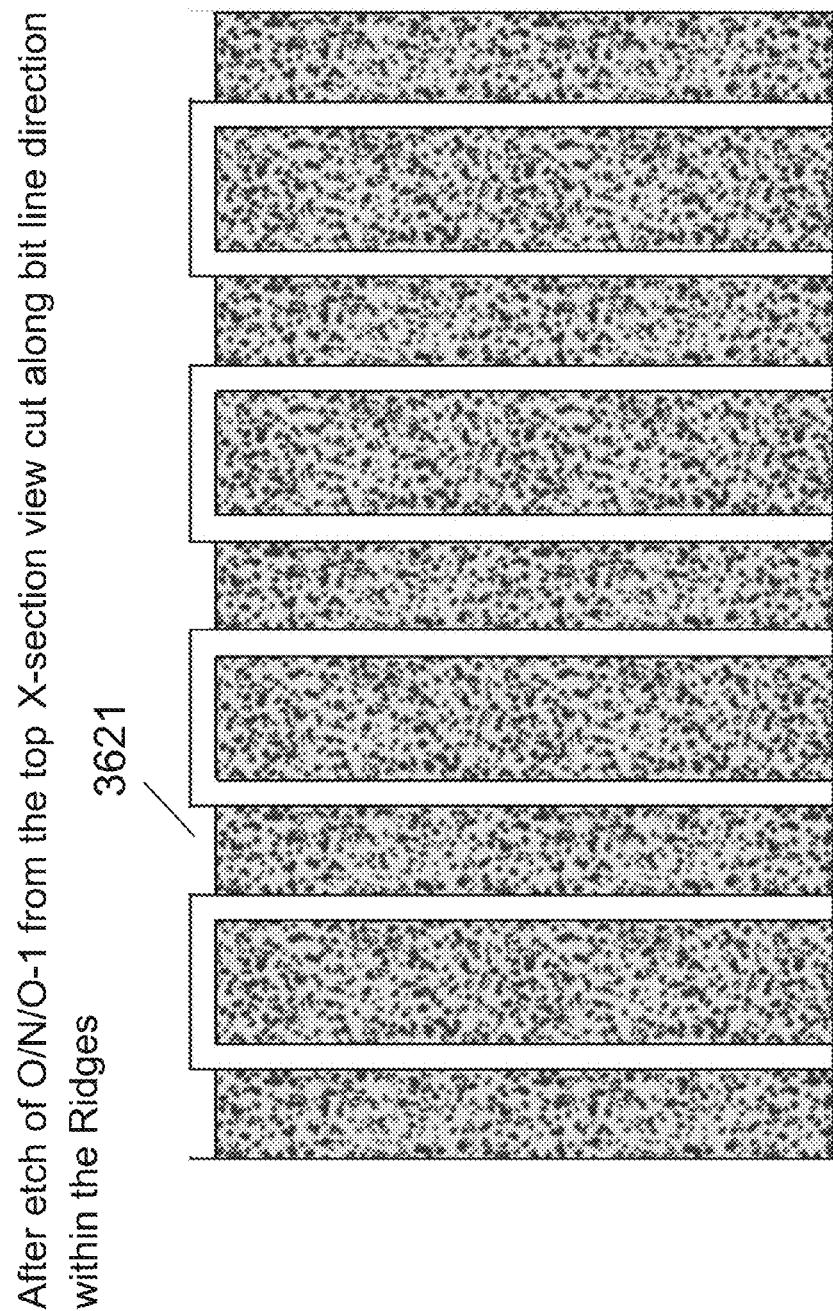 After etch of O/N/O-1 from the top X-section view cut along bit line direction
within the Ridges
3621